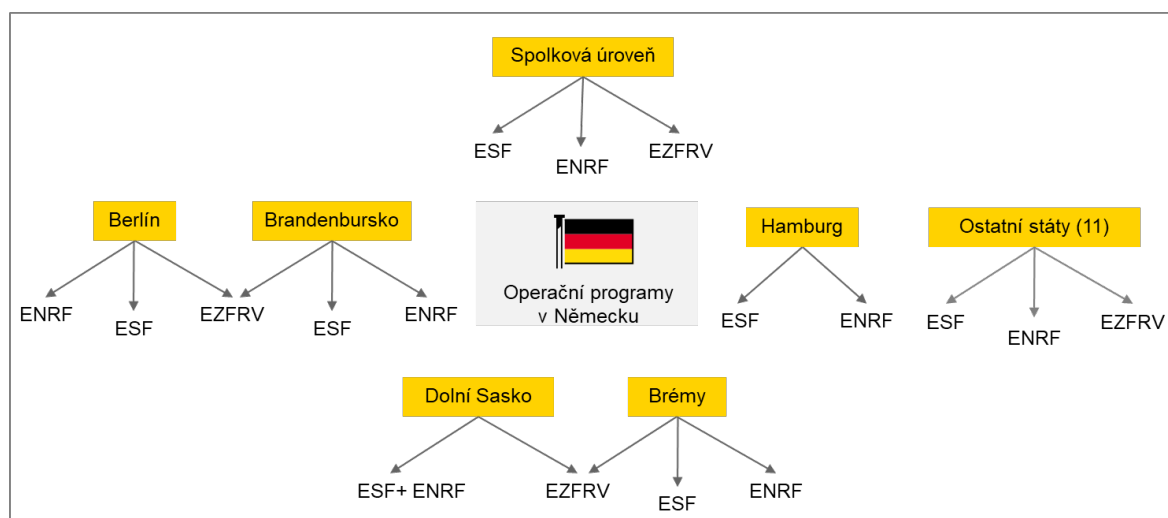 Spolková úroveň
ESF
ENRF
EZFRV
Berlín
Brandenbursko
Hamburg
Ostatní státy (11)
ENRF
ESF
EZFRV
ESF
ENRF
Operační programy
v Německu
ESF
ENRF
ESF
ENRF
EZFRV
Dolní Sasko
Brémy
ESF+ ENRF
EZFRV
ESF
ENRF